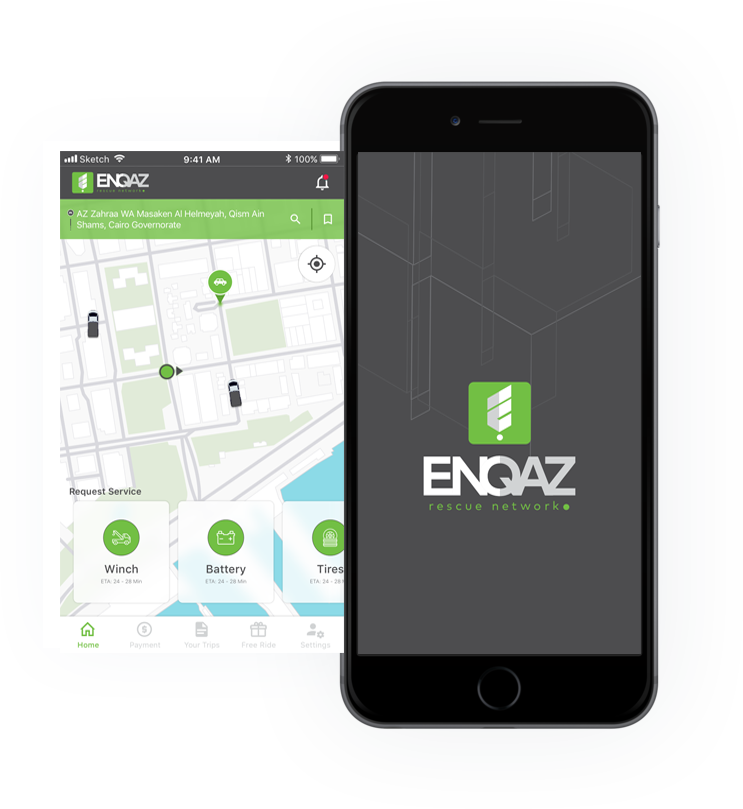 Sketch
9:41 AM
100%
ENQAZ
rescue network
AZ Zahraa WA Masaken Al Helmeyah, Qism Ain
Shams, Cairo Governorate
Request Service
Winch
ETA: 24 - 28 Min
Battery
ETA: 24 - 28 Min
Tires
ETA: 24 - 28
Home
Payment
Your Trips
Free Ride
Settings
ENQAZ
rescue network